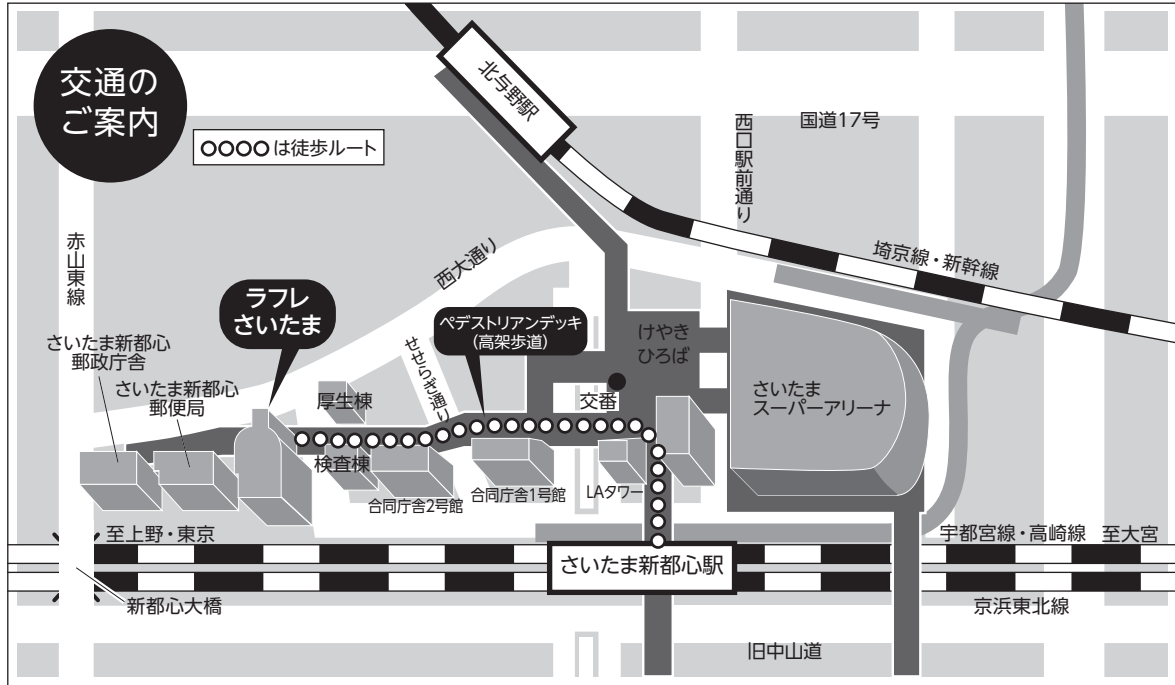 交通の
ご案内
は徒歩ルート
北与野駅
国道17号
西口駅前通り
埼京線・新幹線
赤山東線
西大通り
ラフレ
さいたま
ペデストリアンデッキ
(高架歩道)
けやき
ひろば
せせらぎ通り
さいたま新都心
郵政庁舎
さいたま新都心
郵便局
厚生棟
交番
さいたま
スーパーアリーナ
検査棟
合同庁舎2号館
合同庁舎1号館
LAタワー
至上野・東京
さいたま新都心駅
宇都宮線・高崎線
至大宮
新都心大橋
京浜東北線
旧中山道